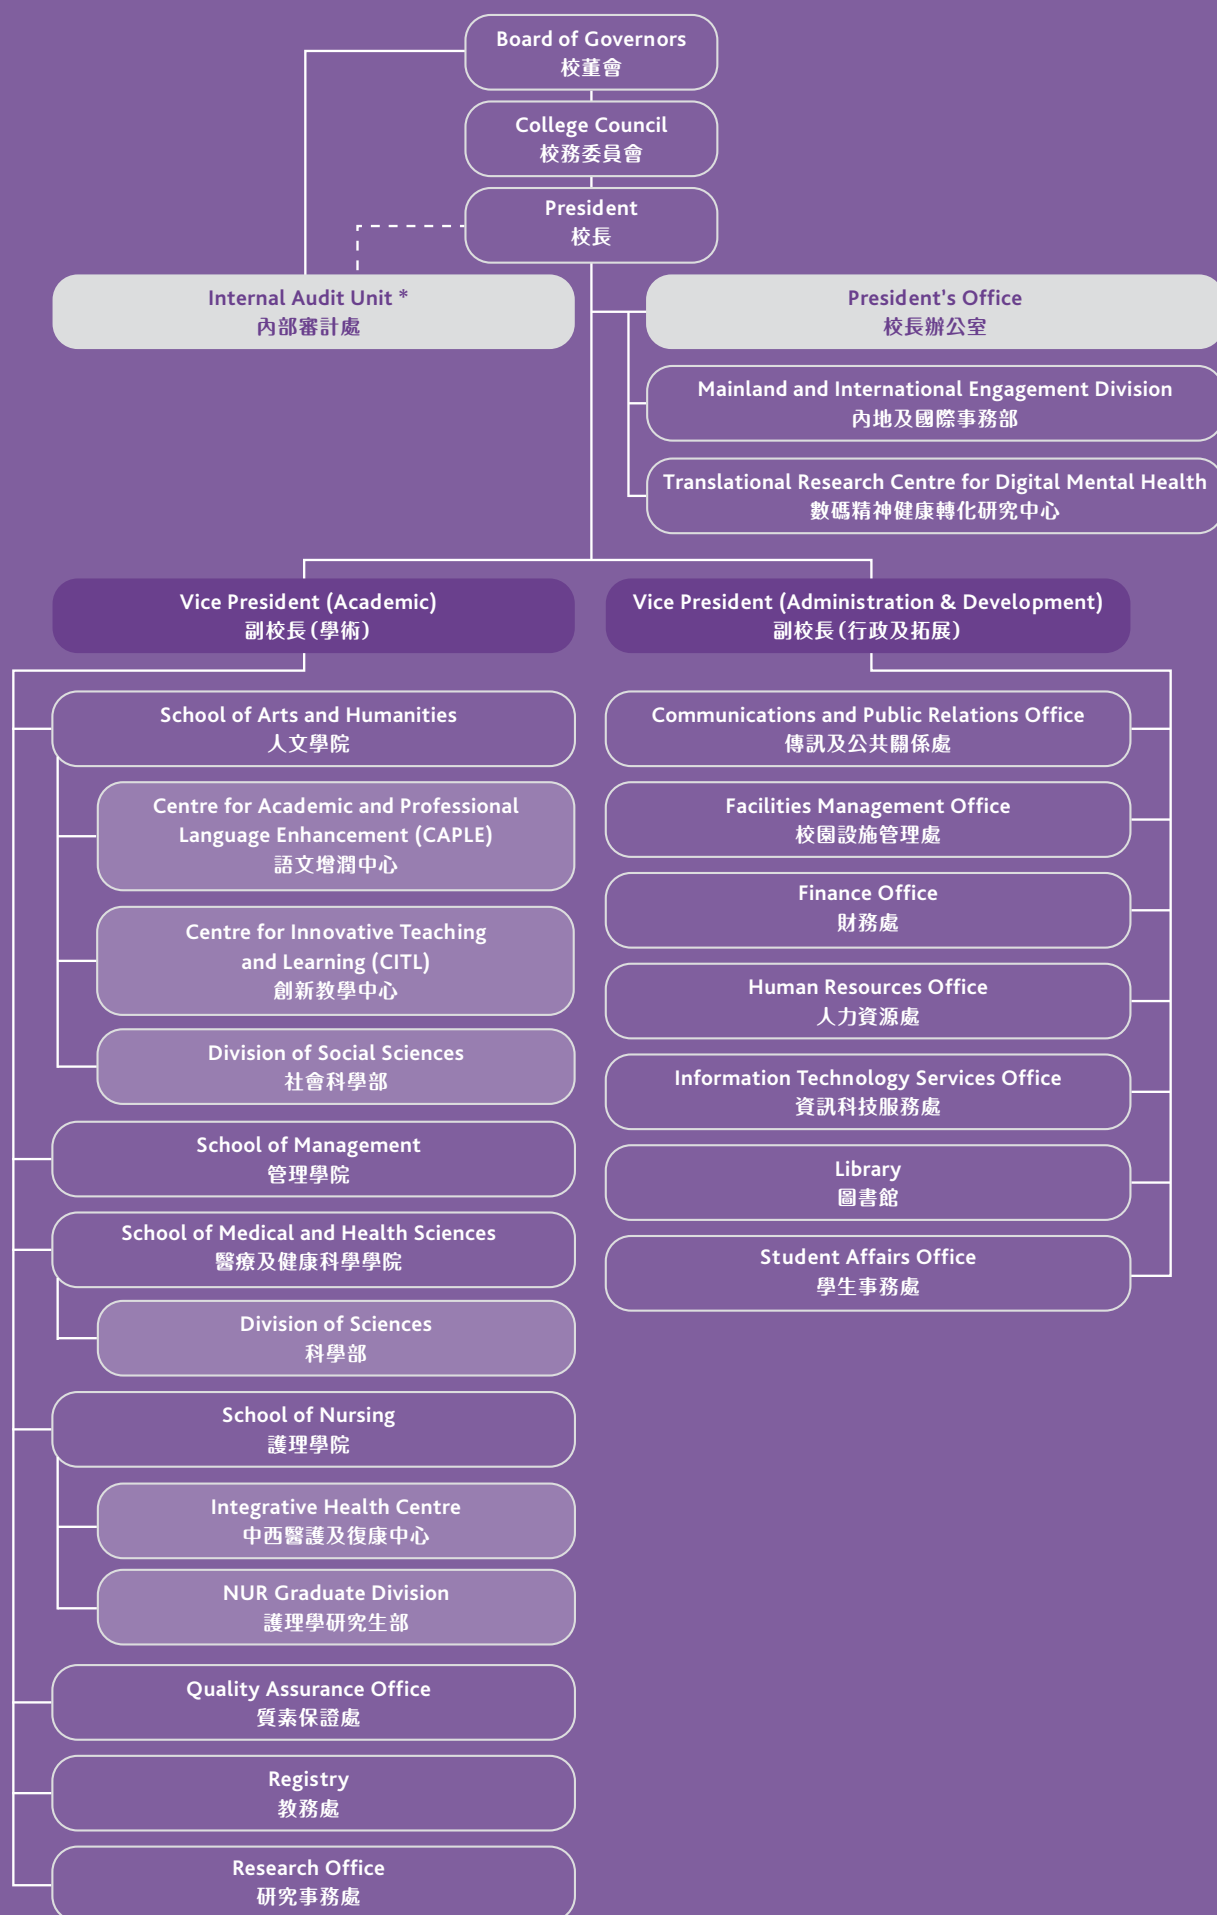 Board of Governors
校董會
College Council
校務委員會
President
校長
Internal Audit Unit *
內部審計處
President's Office
校長辦公室
Mainland and International Engagement Division
內地及國際事務部
Translational Research Centre for Digital Mental Health
數碼精神健康轉化研究中心
Vice President (Academic)
副校長(學術)
Vice President (Administration & Development)
副校長(行政及拓展)
School of Arts and Humanities
人文學院
Centre for Academic and Professional
Language Enhancement (CAPLE)
語文增潤中心
Centre for Innovative Teaching
and Learning (CITL)
創新教學中心
Division of Social Sciences
社會科學部
School of Management
管理學院
School of Medical and Health Sciences
醫療及健康科學學院
Division of Sciences
科學部
School of Nursing
護理學院
Integrative Health Centre
中西醫護及復康中心
NUR Graduate Division
護理學研究生部
Quality Assurance Office
質素保證處
Registry
教務處
Research Office
研究事務處
Communications and Public Relations Office
傳訊及公共關係處
Facilities Management Office
校園設施管理處
Finance Office
財務處
Human Resources Office
人力資源處
Information Technology Services Office
資訊科技服務處
Library
圖書館
Student Affairs Office
學生事務處